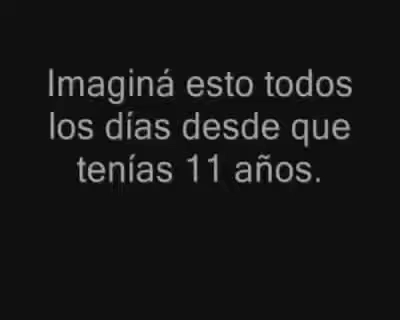 Imaginá esto todos
los días desde que
tenías 11 años.